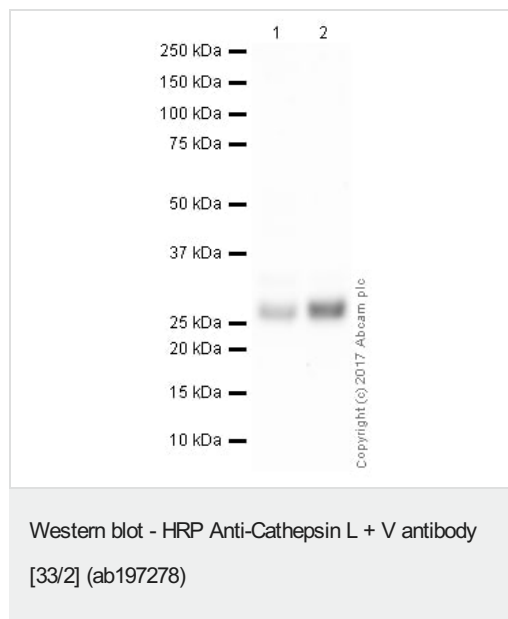 1 2
250 kDa
150 kDa
100 kDa
75 kDa
50 kDa
37 kDa
25 kDa
20 kDa
15 kDa
10 kDa
Copyright (c) 2017 Abcam plc
Western blot - HRP Anti-Cathepsin L + V antibody
[33/2] (ab197278)